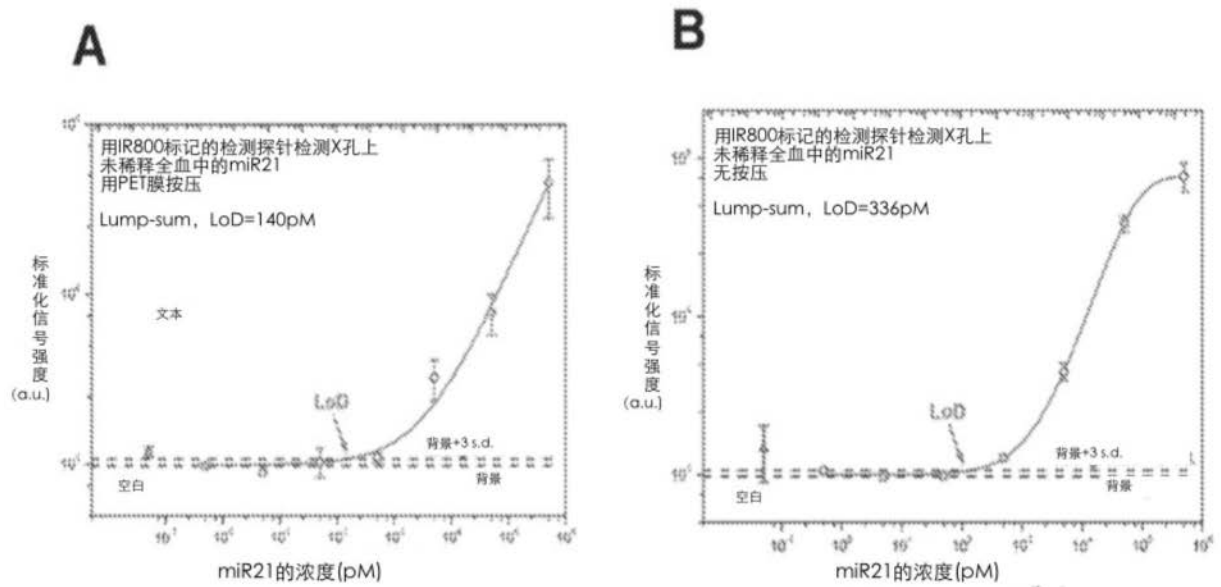 A
用IR800标记的检测探针检测X孔上
未稀释全血中的miR21
用PET膜按压
Lump-sum，LoD=140pM
标准化信号强度
(a.u.)
文本
LoD
背景+3 s.d.
背景
空白
miR21的浓度(pM)
B
用IR800标记的检测探针检测X孔上
未稀释全血中的miR21
无按压
Lump-sum，LoD=336pM
标准化信号强度
(a.u.)
LoD
背景+3 s.d.
背景
空白
miR21的浓度(pM)